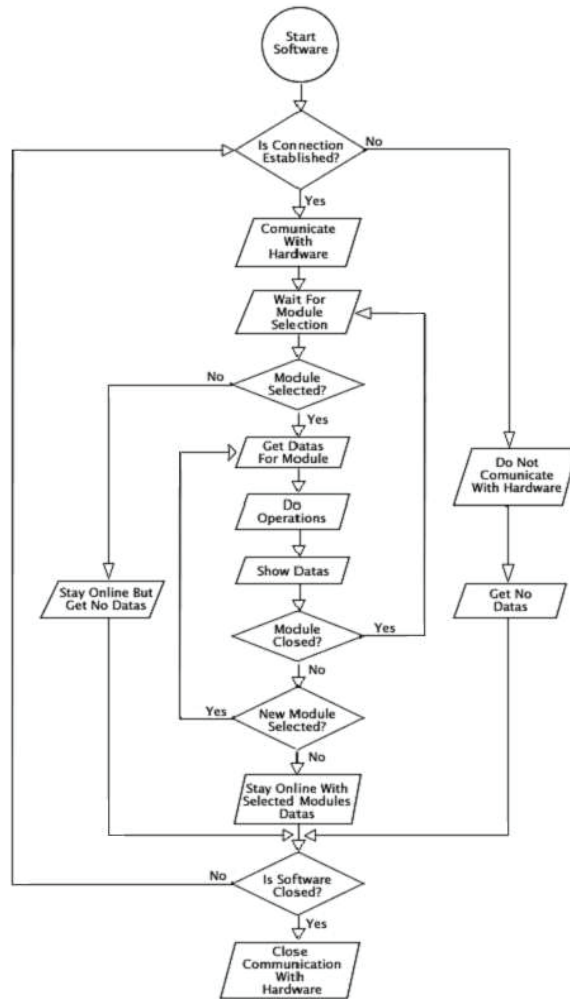 Start
Software
Is Connection
Established?
No
Yes
Comunicate
With
Hardware
Wait For
Module
Selection
No
Module
Selected?
Yes
Get Datas
For Module
Do Not
Comunicate
With Hardware
Do
Operations
Show Datas
Stay Online But
Get No Datas
Get No
Datas
Module
Closed?
Yes
No
Yes
New Module
Selected?
No
Stay Online With
Selected Modules
Datas
No
Is Software
Closed?
Yes
Close
Communication
With
Hardware